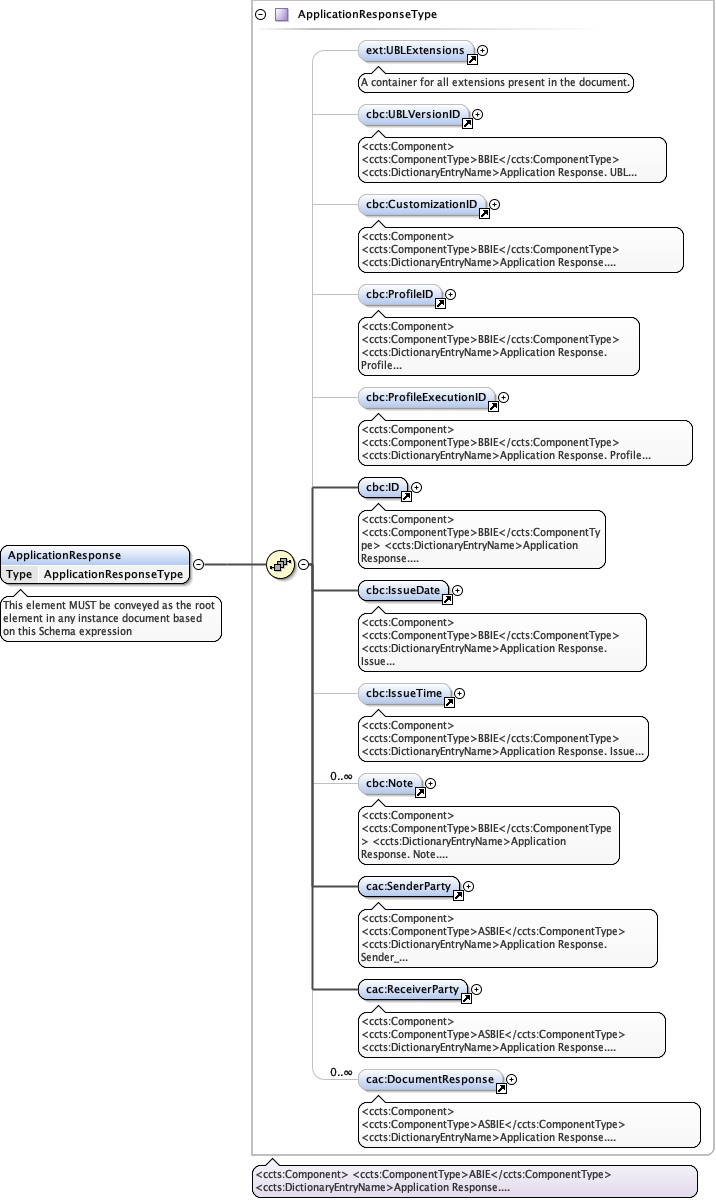 ApplicationResponseType
ext:UBLExtensions
A container for all extensions present in the document.
cbc:UBLVersionID
<ccts:Component>
<ccts:ComponentType>BBIE</ccts:ComponentType>
<ccts:DictionaryEntryName>Application Response. UBL...
cbc:CustomizationID
<ccts:Component>
<ccts:ComponentType>BBIE</ccts:ComponentType>
<ccts:DictionaryEntryName>Application Response....
cbc:ProfileID
<ccts:Component>
<ccts:ComponentType>BBIE</ccts:ComponentType>
<ccts:DictionaryEntryName>Application Response.
Profile...
cbc:ProfileExecutionID
<ccts:Component>
<ccts:ComponentType>BBIE</ccts:ComponentType>
<ccts:DictionaryEntryName>Application Response. Profile...
cbc:ID
<ccts:Component>
<ccts:ComponentType>BBIE</ccts:ComponentTy
pe> <ccts:DictionaryEntryName>Application
Response....
ApplicationResponse
Type ApplicationResponseType
This element MUST be conveyed as the root
element in any instance document based
on this Schema expression
cbc:IssueDate
<ccts:Component>
<ccts:ComponentType>BBIE</ccts:ComponentType>
<ccts:DictionaryEntryName>Application Response.
Issue...
cbc:IssueTime
<ccts:Component>
<ccts:ComponentType>BBIE</ccts:ComponentType>
<ccts:DictionaryEntryName>Application Response. Issue...
0..∞
cbc:Note
<ccts:Component>
<ccts:ComponentType>BBIE</ccts:ComponentType
> <ccts:DictionaryEntryName>Application
Response. Note....
cac:SenderParty
<ccts:Component>
<ccts:ComponentType>ASBIE</ccts:ComponentType>
<ccts:DictionaryEntryName>Application Response.
Sender_...
cac:ReceiverParty
<ccts:Component>
<ccts:ComponentType>ASBIE</ccts:ComponentType>
<ccts:DictionaryEntryName>Application Response....
0..∞
cac:DocumentResponse
<ccts:Component>
<ccts:ComponentType>ASBIE</ccts:ComponentType>
<ccts:DictionaryEntryName>Application Response....
<ccts:Component> <ccts:ComponentType>ABIE</ccts:ComponentType>
<ccts:DictionaryEntryName>Application Response....